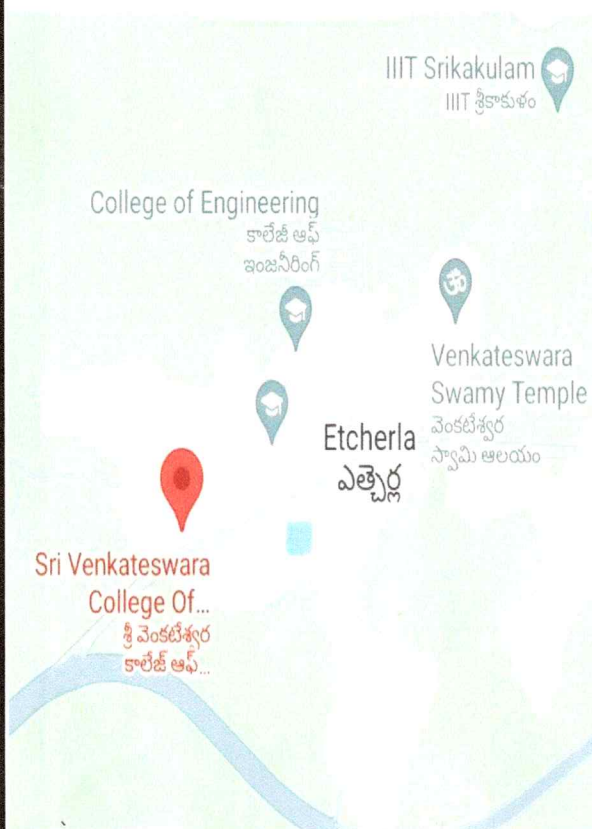 IIIT Srikakulam
IIIT శ్రీకాకుళం
College of Engineering
కాలేజీ ఆఫ్
ఇంజనీరింగ్
Venkateswara
Swamy Temple
వెంకటేశ్వర
స్వామి ఆలయం
Etcherla
ఎత్చెర్ల
Sri Venkateswara
College Of...
శ్రీ వెంకటేశ్వర
కాలేజ్ ఆఫ్...